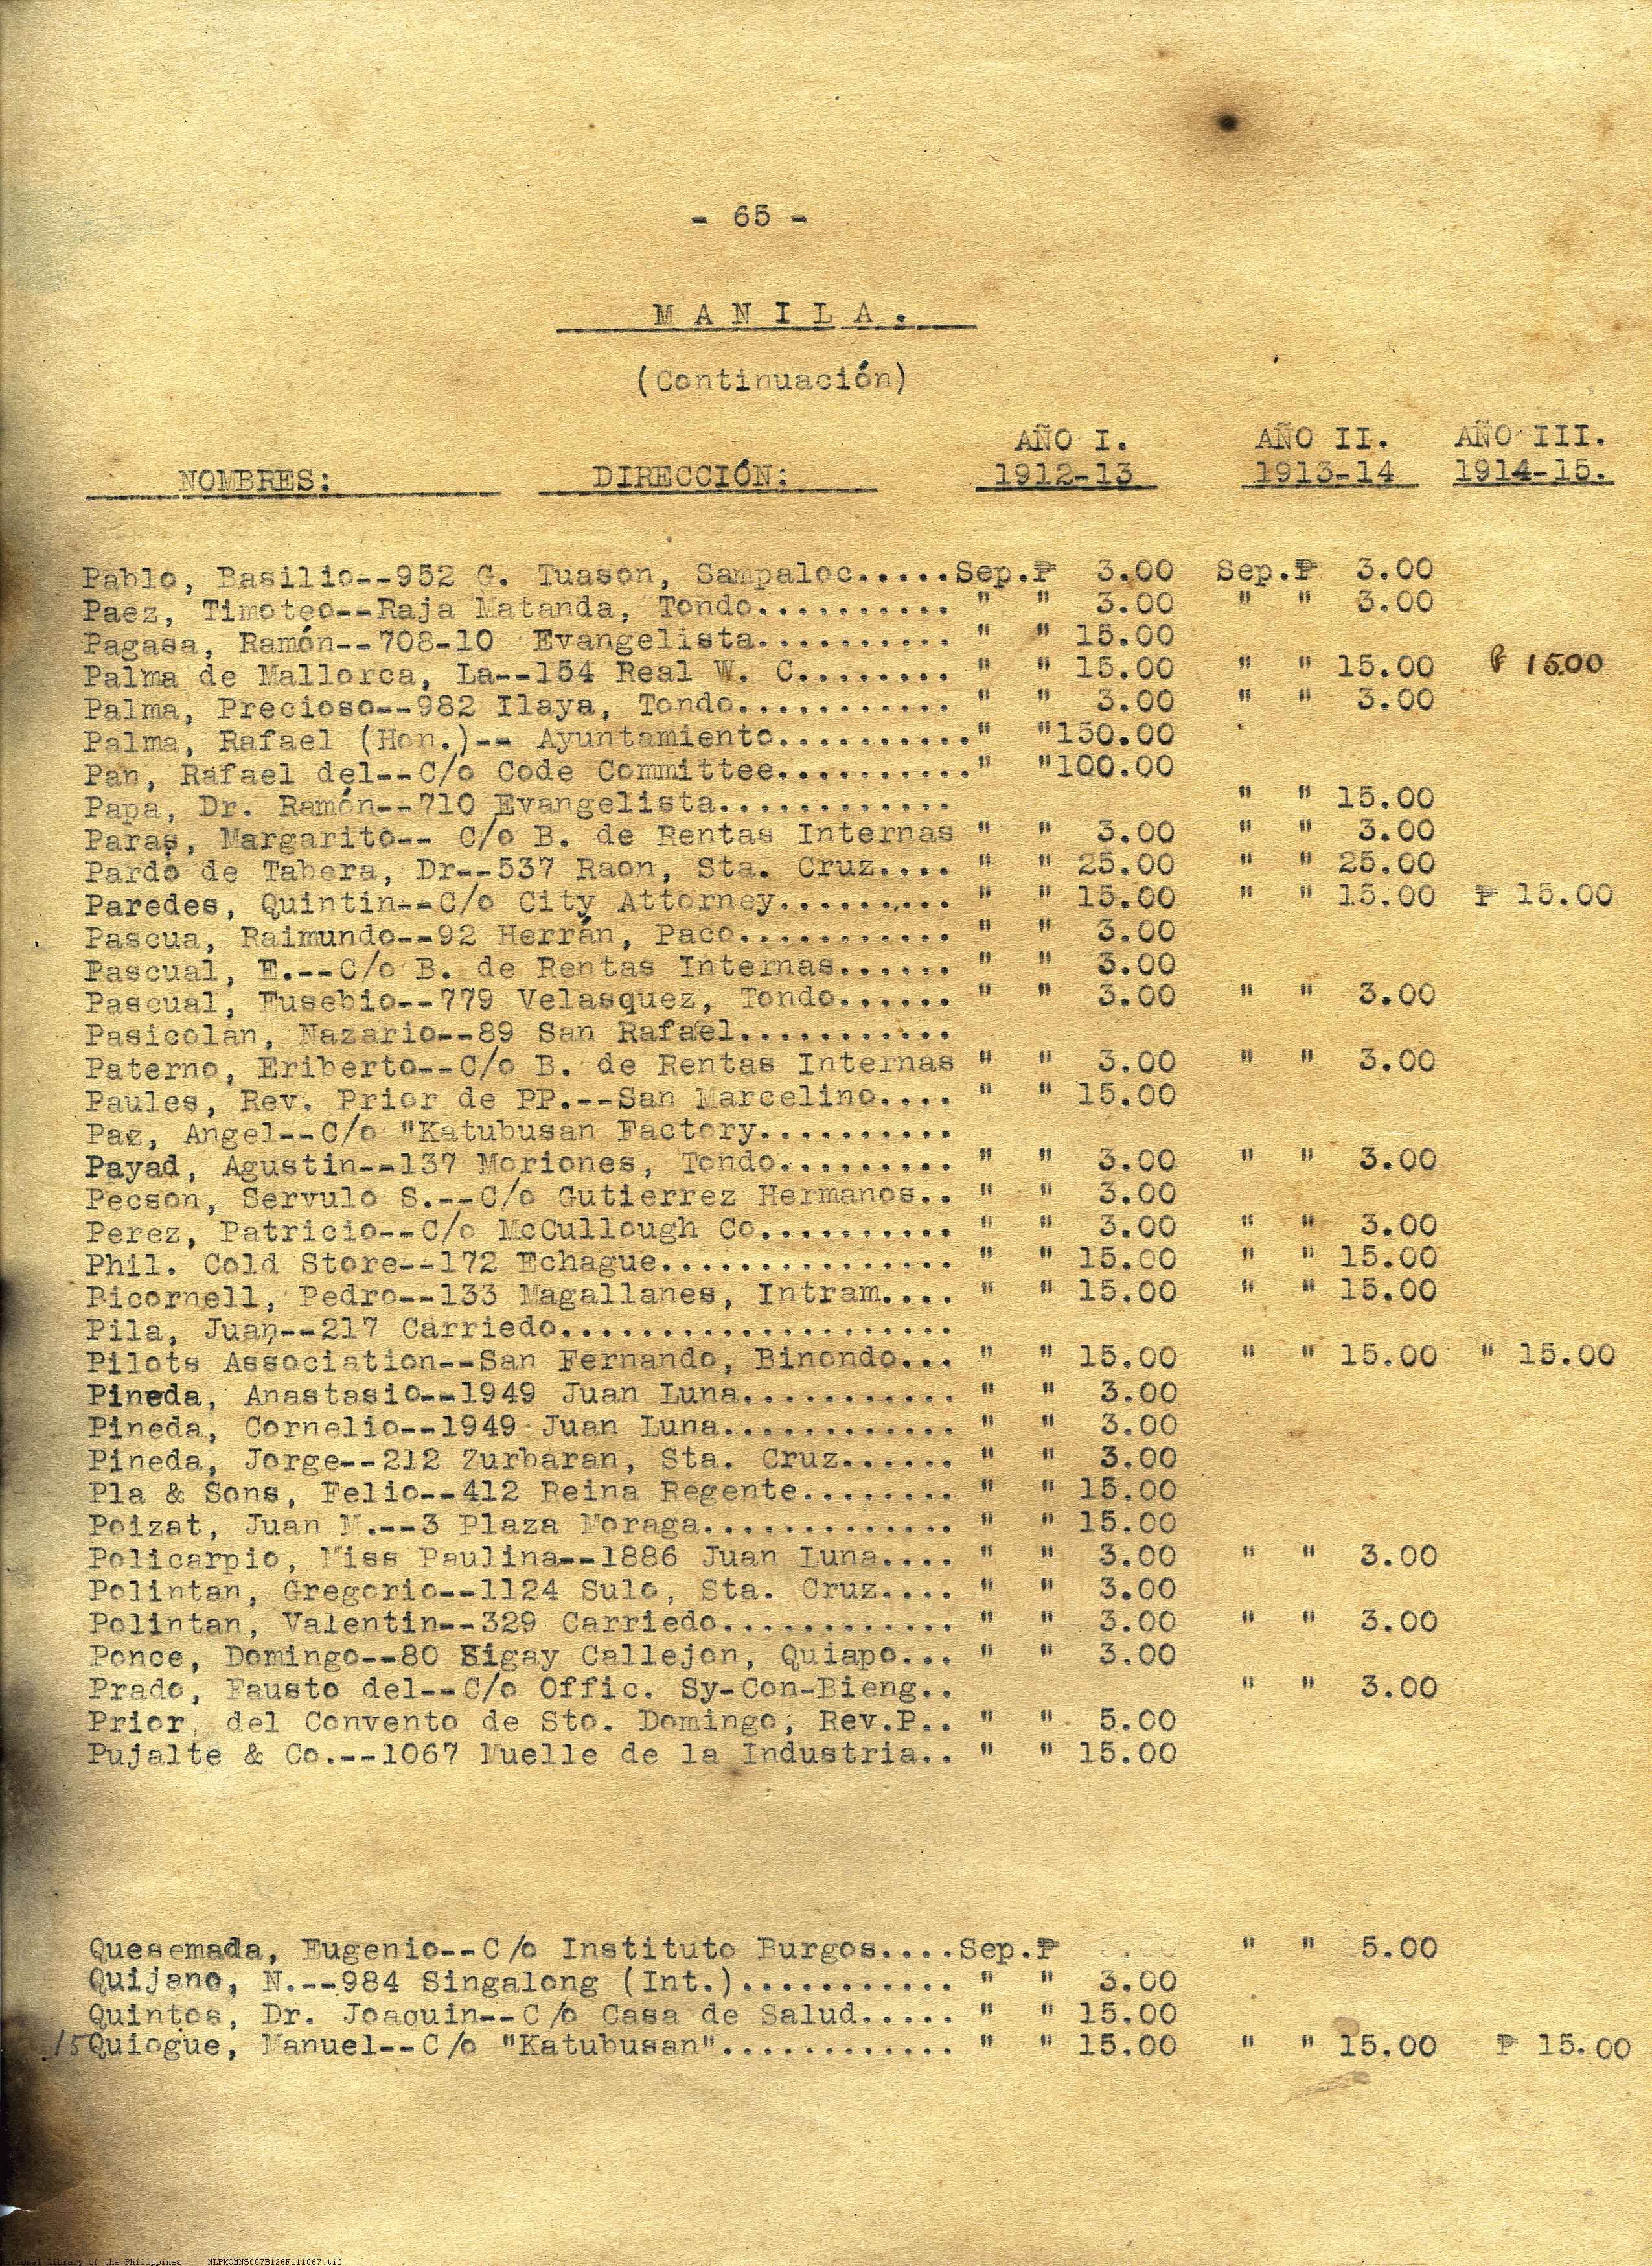 - 65 -
M A N I L A .
(Continuación)
AÑO I. AÑO II. AÑO III.
NOMBRES: DIRECCIÓN: 1912-13 1913-14 1914-15.
Pablo, Basilio--952 G. Tuason, Sampaloc.....Sep.₱ 3.00 Sep.₱ 3.00
Paez, Timoteo--Raja Matanda, Tondo.......... " " 3.00 " " 3.00
Pagasa, Ramón--708-10 Evangelista.......... " " 15.00
Palma de Mallorca, La--154 Real W. C........ " " 15.00 " " 15.00 ₱ 15.00
Palma, Precioso--982 Ilaya, Tondo........... " " 3.00 " " 3.00
Palma, Rafael (Hon.)-- Ayuntamiento.........." "150.00
Pan, Rafael del--C/o Code Committee.........." "100.00
Papa, Dr. Ramón--710 Evangelista............ " " 15.00
Paras, Margarito-- C/o B. de Rentas Internas " " 3.00 " " 3.00
Pardo de Tabera, Dr--537 Raon, Sta. Cruz.... " " 25.00 " " 25.00
Paredes, Quintin--C/o City Attorney......... " " 15.00 " " 15.00 ₱ 15.00
Pascua, Raimundo--92 Herrán, Paco........... " " 3.00
Pascual, E.--C/o B. de Rentas Internas...... " " 3.00
Pascual, Eusebio--779 Velasquez, Tondo...... " " 3.00 " " 3.00
Pasicolan, Nazario--89 San Rafael...........
Paterno, Eriberto--C/o B. de Rentas Internas " " 3.00 " " 3.00
Paules, Rev. Prior de PP.--San Marcelino.... " " 15.00
Paz, Angel--C/o "Katubusan Factory..........
Payad, Agustin--137 Moriones, Tondo......... " " 3.00 " " 3.00
Pecson, Servulo S.--C/o Gutierrez Hermanos.. " " 3.00
Perez, Patricio--C/o McCullough Co.......... " " 3.00 " " 3.00
Phil. Cold Store--172 Echague............... " " 15.00 " " 15.00
Picornell, Pedro--133 Magallanes, Intram.... " " 15.00 " " 15.00
Pila, Juan--217 Carriedo....................
Pilots Association--San Fernando, Binondo... " " 15.00 " " 15.00 " 15.00
Pineda, Anastasio--1949 Juan Luna........... " " 3.00
Pineda, Cornelio--1949 Juan Luna............ " " 3.00
Pineda, Jorge--212 Zurbaran, Sta. Cruz...... " " 3.00
Pla & Sons, Felio--412 Reina Regente........ " " 15.00
Poizat, Juan M.--3 Plaza Moraga............. " " 15.00
Policarpio, Miss Paulina--1886 Juan Luna.... " " 3.00 " " 3.00
Polintan, Gregorio--1124 Sulo, Sta. Cruz.... " " 3.00
Polintan, Valentin--329 Carriedo............ " " 3.00 " " 3.00
Ponce, Domingo--80 Sigay Callejon, Quiapo... " " 3.00
Prado, Fausto del--C/o Offic. Sy-Con-Bieng.. " " 3.00
Prior, del Convento de Sto. Domingo, Rev.P.. " " 5.00
Pujalte & Co.--1067 Muelle de la Industria.. " " 15.00
Quesemada, Eugenio--C/o Instituto Burgos....Sep.₱ " " 5.00
Quijano, N.--984 Singalong (Int.)........... " " 3.00
Quintos, Dr. Joaquin--C/o Casa de Salud..... " " 15.00
15 Quiogue, Manuel--C/o "Katubusan"............ " " 15.00 " " 15.00 ₱ 15.00
National Library of the Philippines NLPMQMNS007B126F111067.tif